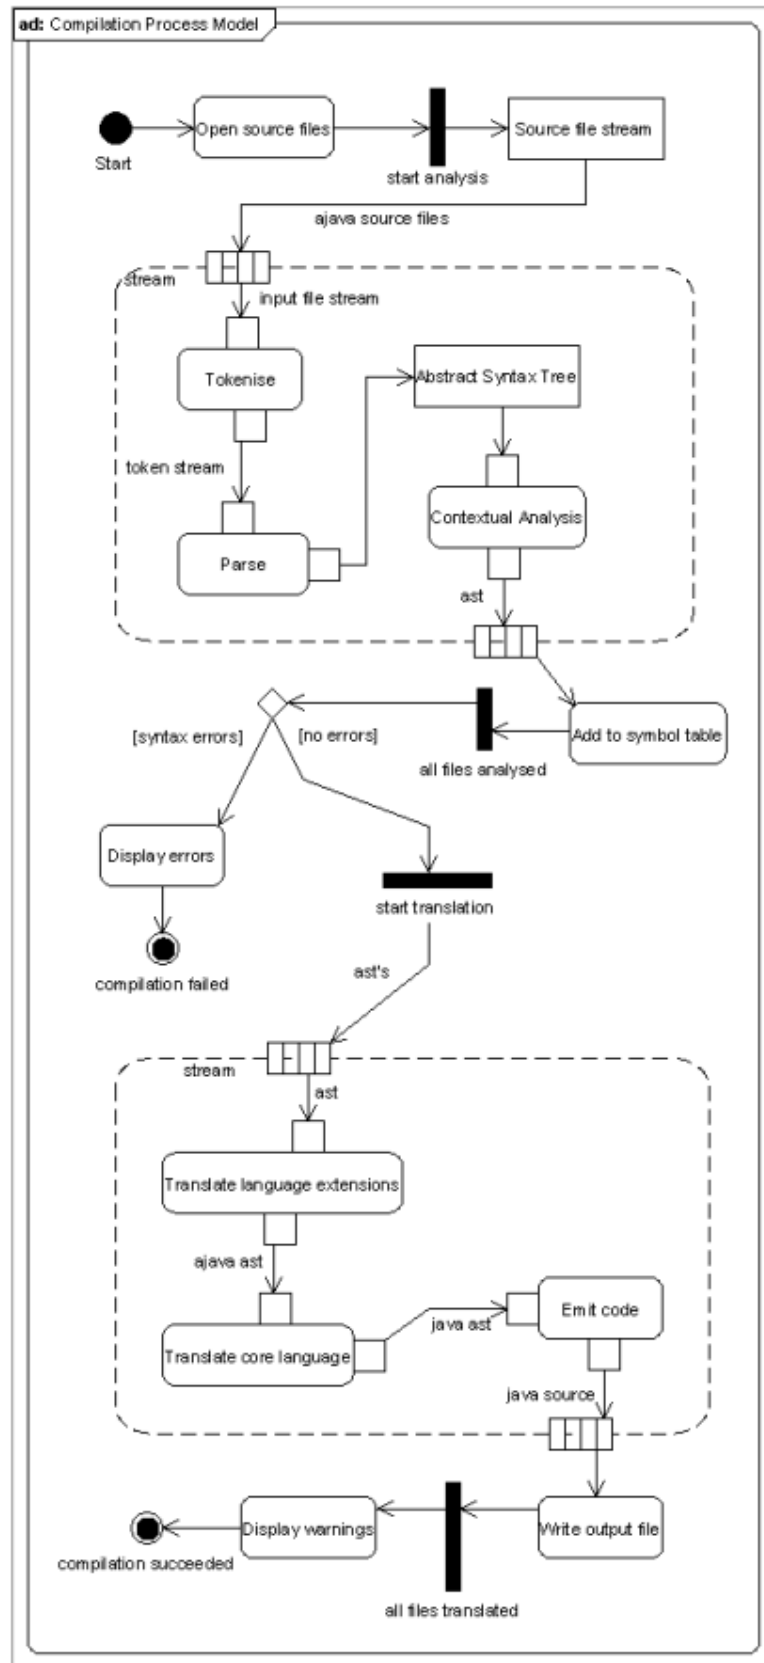 ad: Compilation Process Model
Open source files
Source file stream
Start
start analysis
ajava source files
stream
input file stream
Tokenise
Abstract Syntax Tree
token stream
Contextual Analysis
Parse
ast
[syntax errors]
[no errors]
Add to symbol table
all files analysed
Display errors
start translation
compilation failed
ast's
stream
ast
Translate language extensions
ajava ast
Emit code
java ast
Translate core language
java source
Display warnings
Write output file
compilation succeeded
all files translated